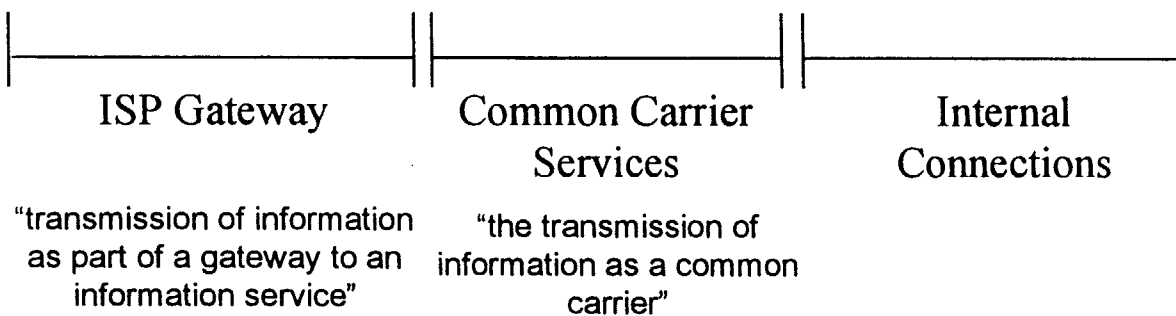 ISP Gateway
Common Carrier
Services
Internal
Connections
“transmission of information
as part of a gateway to an
information service”
“the transmission of
information as a common
carrier”